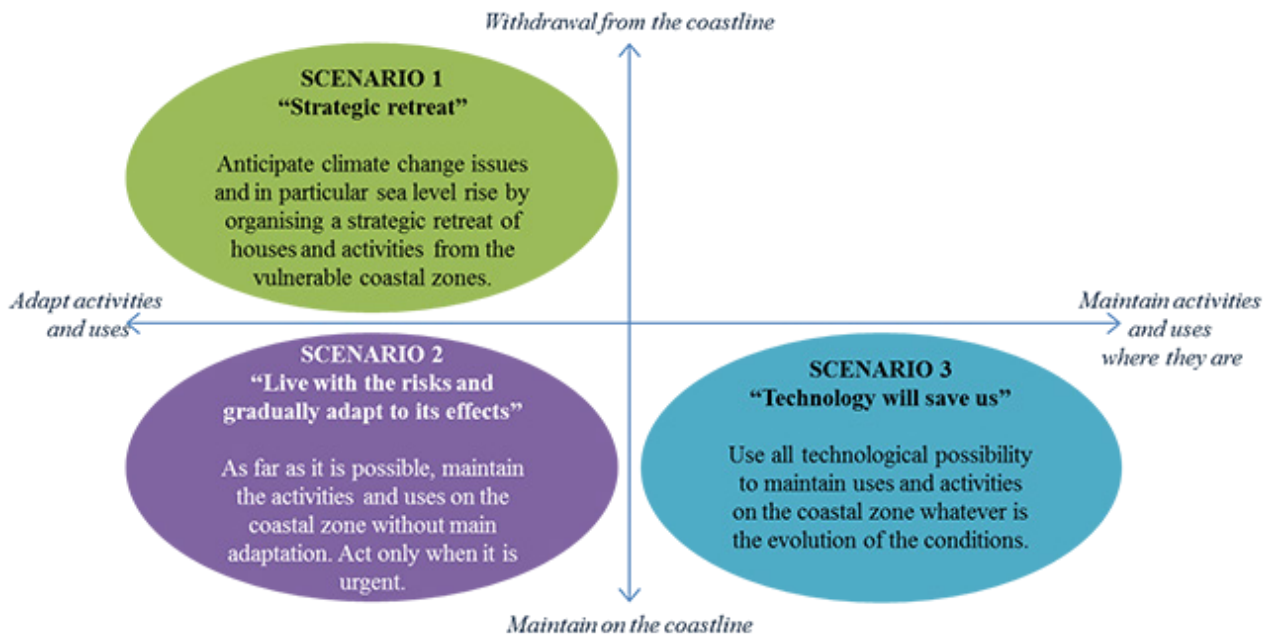 Withdrawal from the coastline
SCENARIO 1
“Strategic retreat”
Anticipate climate change issues
and in particular sea level rise by
organising a strategic retreat of
houses and activities from the
vulnerable coastal zones.
Adapt activities
and uses
Maintain activities
and uses
where they are
SCENARIO 2
“Live with the risks and
gradually adapt to its effects”
As far as it is possible, maintain
the activities and uses on the
coastal zone without main
adaptation. Act only when it is
urgent.
SCENARIO 3
“Technology will save us”
Use all technological possibility
to maintain uses and activities
on the coastal zone whatever is
the evolution of the conditions.
Maintain on the coastline